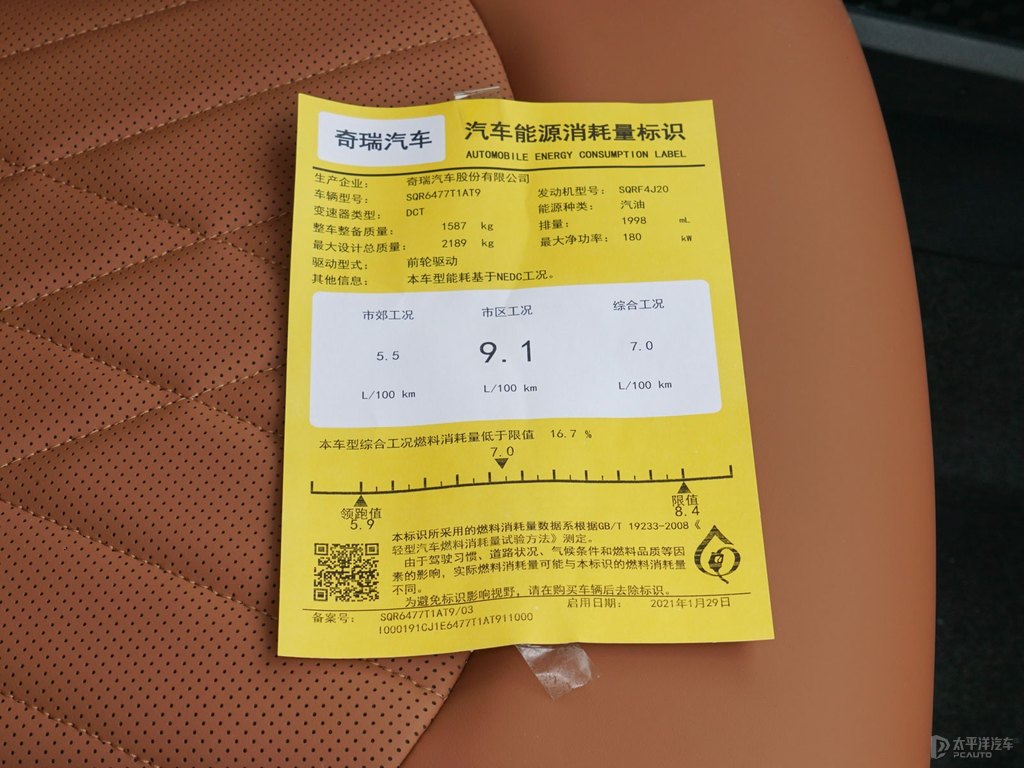 奇瑞汽车
汽车能源消耗量标识
AUTOMOBILE ENERGY CONSUMPTION LABEL
生产企业： 奇瑞汽车股份有限公司
车辆型号： SQR6477T1AT9 发动机型号： SQRF4J20
变速器类型： DCT 能源种类： 汽油
整车整备质量： 1587 kg 排量： 1998 mL
最大设计总质量： 2189 kg 最大净功率： 180 kW
驱动型式： 前轮驱动
其他信息： 本车型能耗基于NEDC工况。
市郊工况 市区工况 综合工况
5.5 9.1 7.0
L/100 km L/100 km L/100 km
本车型综合工况燃料消耗量低于限值 16.7 %
7.0
领跑值 限值
5.9 8.4
本标识所采用的燃料消耗量数据系根据GB/T 19233-2008《
轻型汽车燃料消耗量试验方法》测定。
由于驾驶习惯、道路状况、气候条件和燃料品质等因
素的影响，实际燃料消耗量可能与本标识的燃料消耗量
不同。
为避免标识影响视野，请在购买车辆后去除标识。
备案号： SQR6477T1AT9/03 启用日期： 2021年1月29日
I000191CJ1E6477T1AT9II000
太平洋汽车
PCAUTO